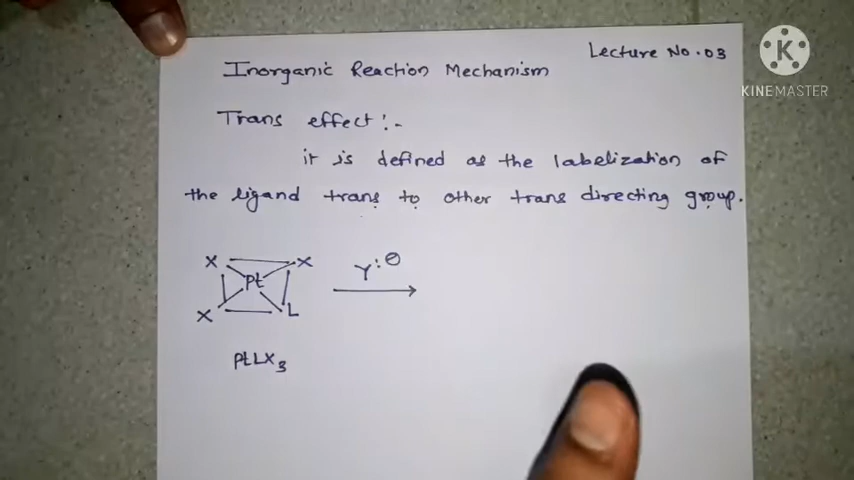 Lecture No. 03
Inorganic Reaction Mechanism
KINEMASTER
Trans effect:-
it is defined as the labelization of
the ligand trans to other trans directing group.
X X
Pt
Y:⊖
X L
PtLX₃